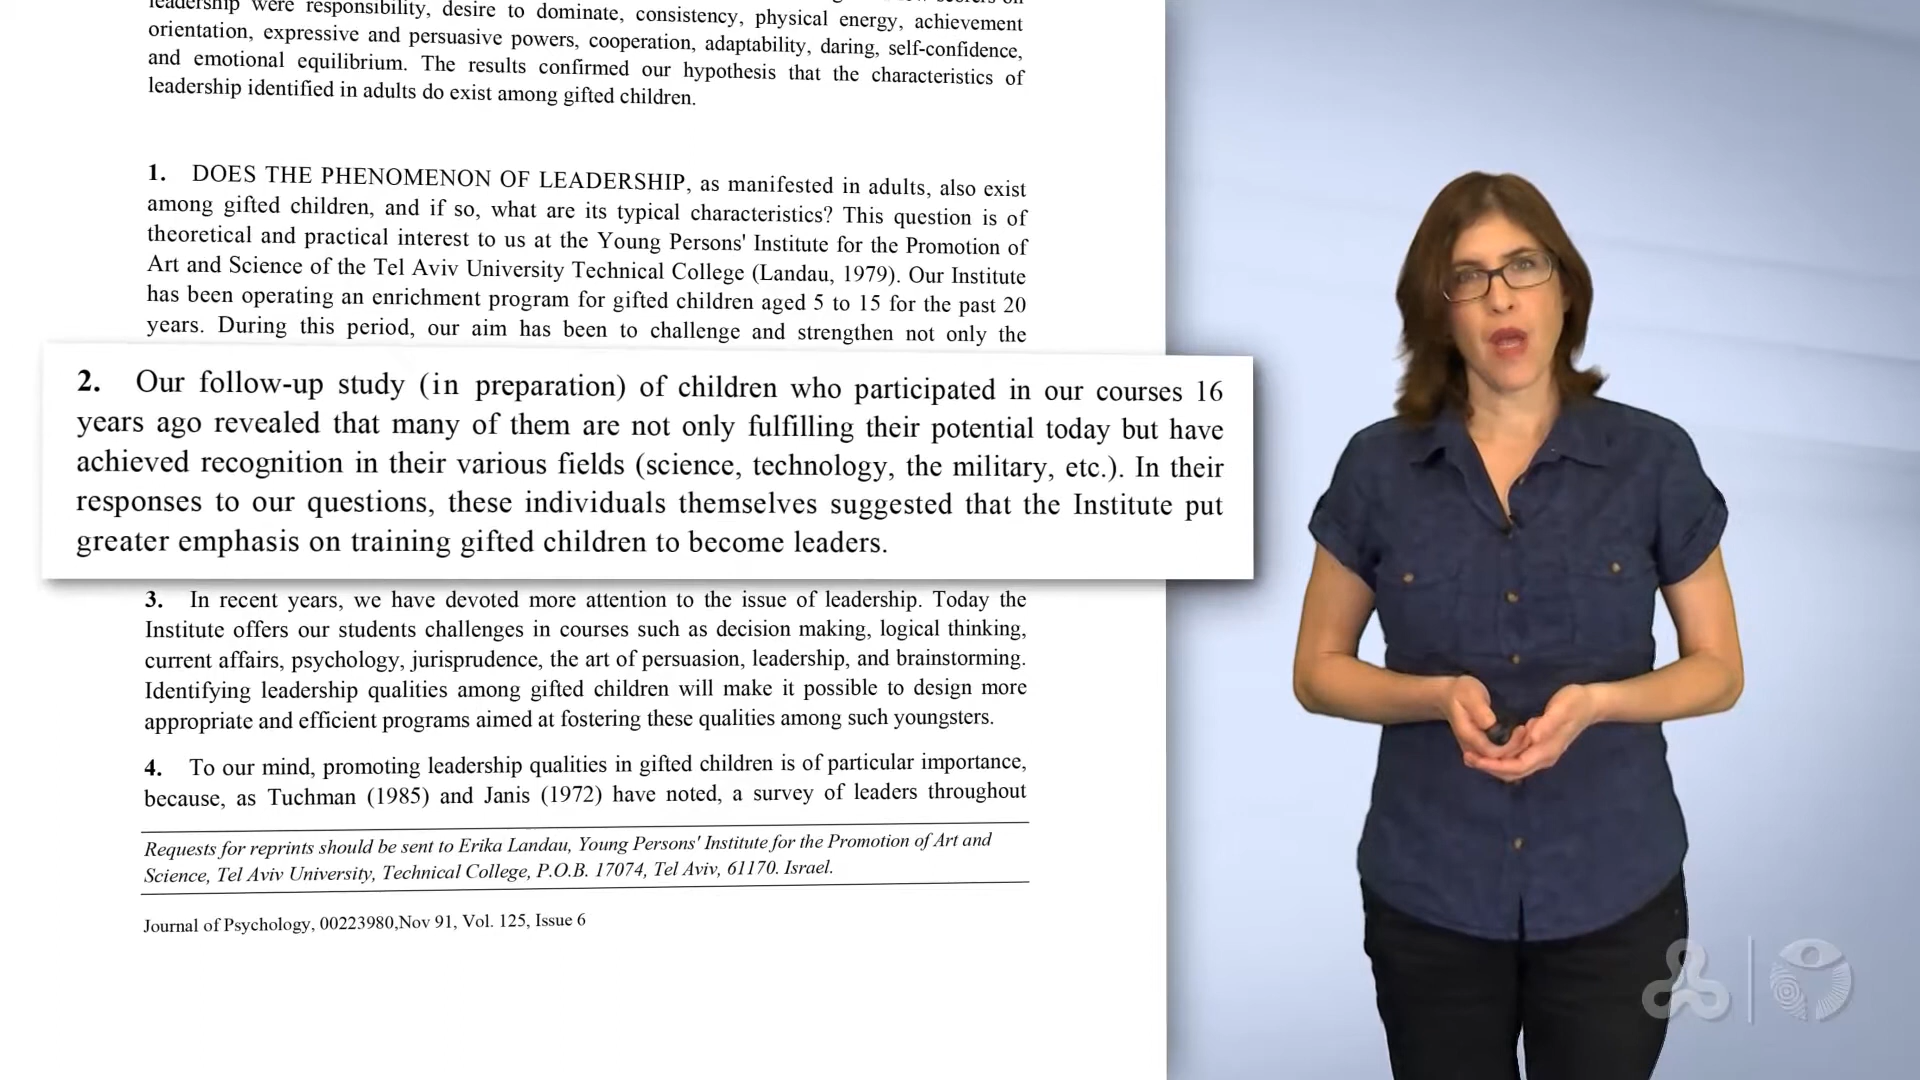 leadership were responsibility, desire to dominate, consistency, physical energy, achievement
orientation, expressive and persuasive powers, cooperation, adaptability, daring, self-confidence,
and emotional equilibrium. The results confirmed our hypothesis that the characteristics of
leadership identified in adults do exist among gifted children.
1. DOES THE PHENOMENON OF LEADERSHIP, as manifested in adults, also exist
among gifted children, and if so, what are its typical characteristics? This question is of
theoretical and practical interest to us at the Young Persons' Institute for the Promotion of
Art and Science of the Tel Aviv University Technical College (Landau, 1979). Our Institute
has been operating an enrichment program for gifted children aged 5 to 15 for the past 20
years. During this period, our aim has been to challenge and strengthen not only the
2. Our follow-up study (in preparation) of children who participated in our courses 16
years ago revealed that many of them are not only fulfilling their potential today but have
achieved recognition in their various fields (science, technology, the military, etc.). In their
responses to our questions, these individuals themselves suggested that the Institute put
greater emphasis on training gifted children to become leaders.
3. In recent years, we have devoted more attention to the issue of leadership. Today the
Institute offers our students challenges in courses such as decision making, logical thinking,
current affairs, psychology, jurisprudence, the art of persuasion, leadership, and brainstorming.
Identifying leadership qualities among gifted children will make it possible to design more
appropriate and efficient programs aimed at fostering these qualities among such youngsters.
4. To our mind, promoting leadership qualities in gifted children is of particular importance,
because, as Tuchman (1985) and Janis (1972) have noted, a survey of leaders throughout
Requests for reprints should be sent to Erika Landau, Young Persons' Institute for the Promotion of Art and
Science, Tel Aviv University, Technical College, P.O.B. 17074, Tel Aviv, 61170. Israel.
Journal of Psychology, 00223980,Nov 91, Vol. 125, Issue 6